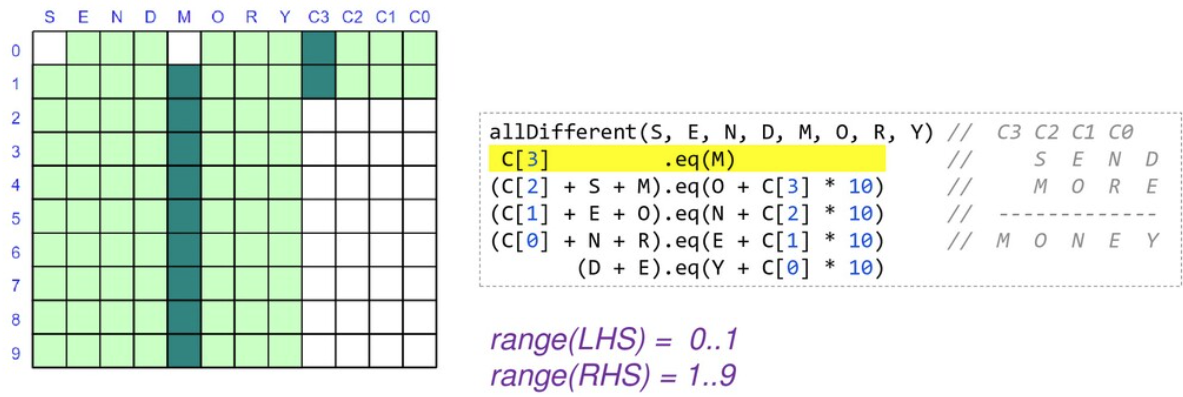 S E N D M O R Y C3 C2 C1 C0
0
1
2
3
4
5
6
7
8
9
allDifferent(S, E, N, D, M, O, R, Y) // C3 C2 C1 C0
C[3] .eq(M) // S E N D
(C[2] + S + M).eq(O + C[3] * 10) // M O R E
(C[1] + E + O).eq(N + C[2] * 10) // -------------
(C[0] + N + R).eq(E + C[1] * 10) // M O N E Y
(D + E).eq(Y + C[0] * 10)
range(LHS) = 0..1
range(RHS) = 1..9